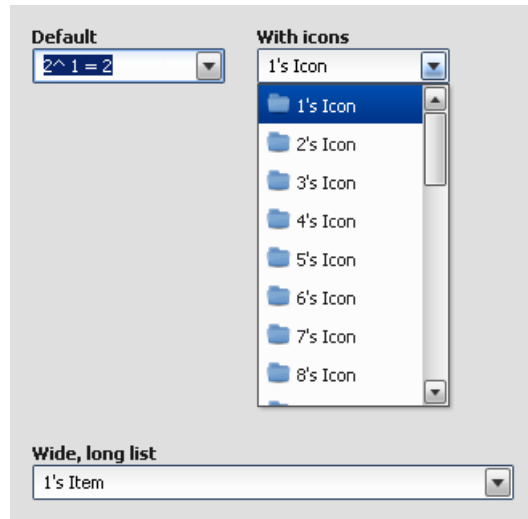 Default
2^ 1 = 2
With icons
1's Icon
1's Icon
2's Icon
3's Icon
4's Icon
5's Icon
6's Icon
7's Icon
8's Icon
Wide, long list
1's Item